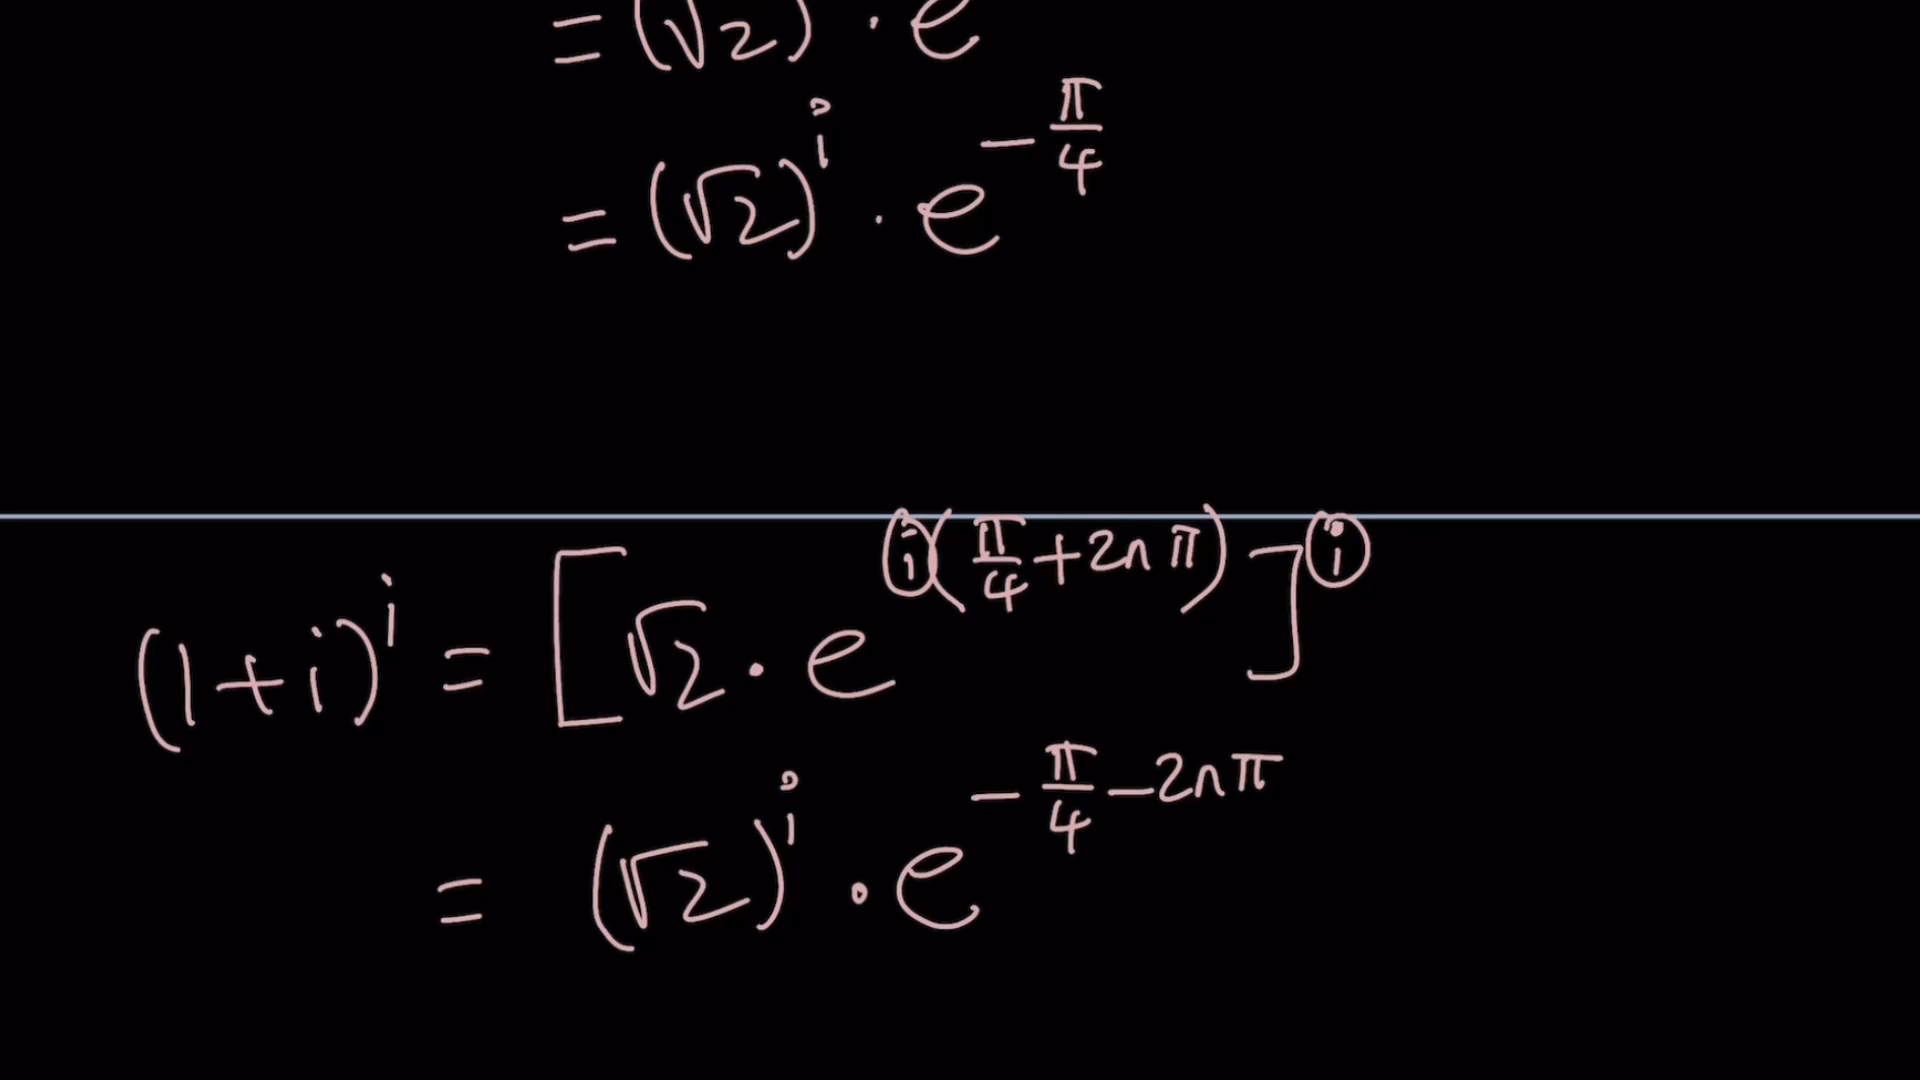 = (√2) · e
= (√2)^i · e^(-π/4)
(1+i)^i = [√2 · e^(i(π/4+2nπ))]^i
= (√2)^i · e^(-π/4-2nπ)